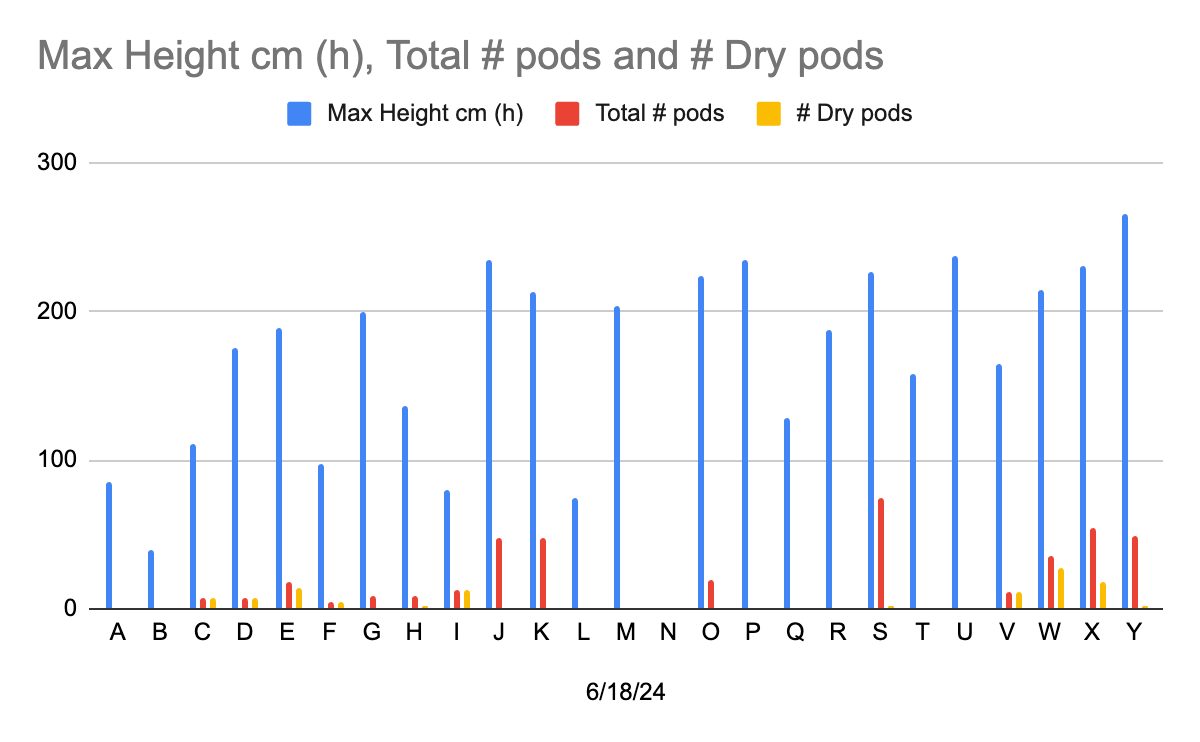 Max Height cm (h), Total # pods and # Dry pods
Max Height cm (h) Total # pods # Dry pods
300
200
100
0
A B C D E F G H I J K L M N O P Q R S T U V W X Y
6/18/24